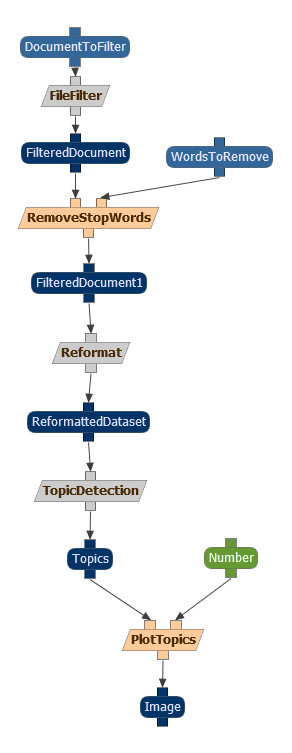 DocumentToFilter
FileFilter
FilteredDocument
WordsToRemove
RemoveStopWords
FilteredDocument1
Reformat
ReformattedDataset
TopicDetection
Topics
Number
PlotTopics
Image